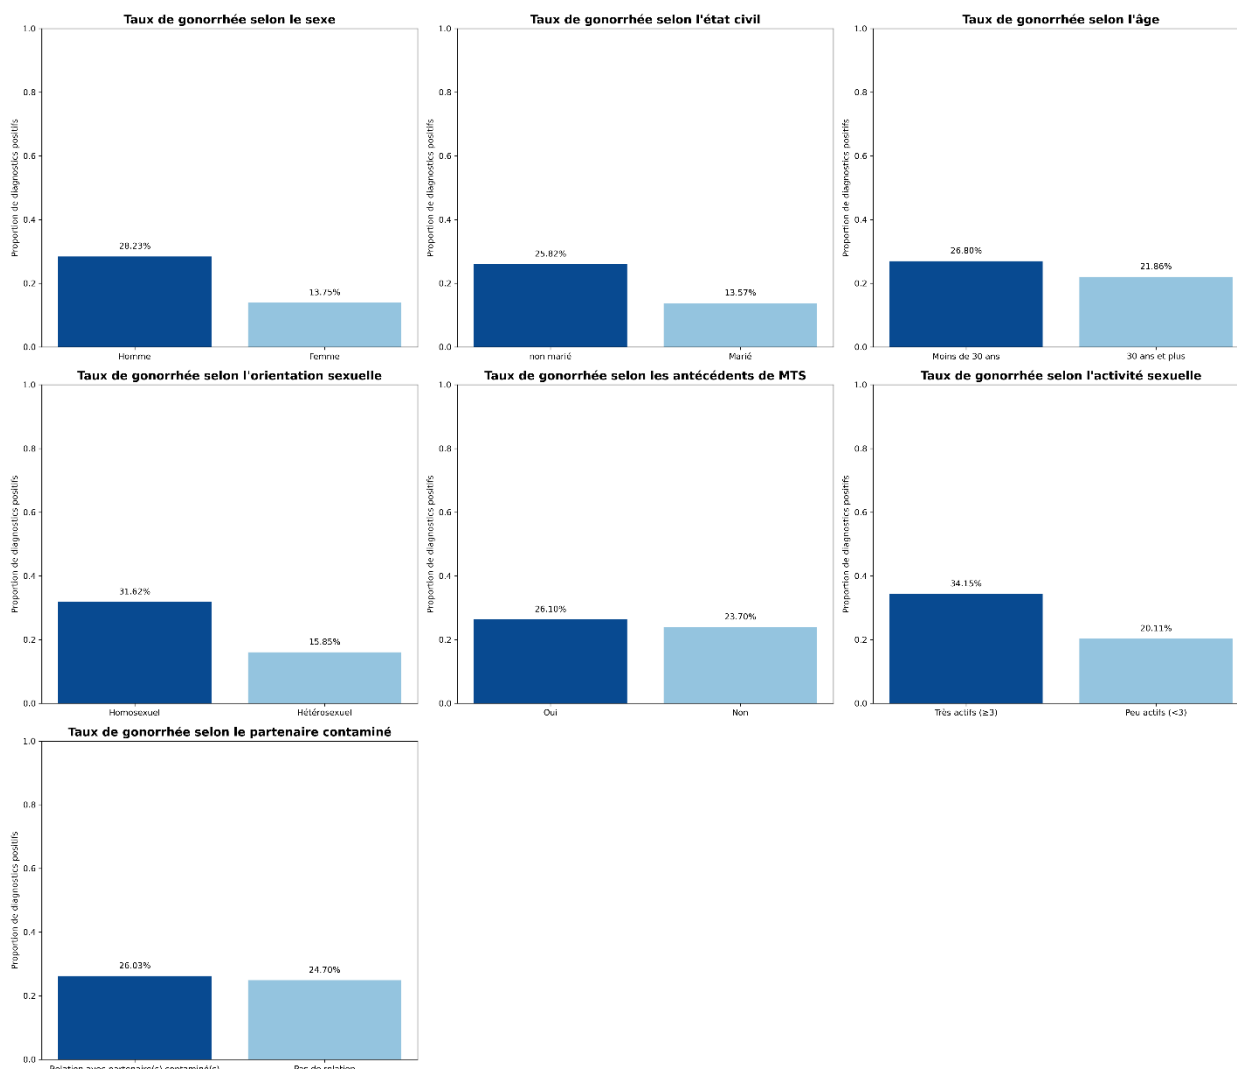 Taux de gonorrhée selon le sexe
Proportion de diagnostics positifs
1.0
0.8
0.6
0.4
0.2
0.0
28.23%
13.75%
Homme
Femme
Taux de gonorrhée selon l'état civil
Proportion de diagnostics positifs
1.0
0.8
0.6
0.4
0.2
0.0
25.82%
13.57%
non marié
Marié
Taux de gonorrhée selon l'âge
Proportion de diagnostics positifs
1.0
0.8
0.6
0.4
0.2
0.0
26.80%
21.86%
Moins de 30 ans
30 ans et plus
Taux de gonorrhée selon l'orientation sexuelle
Proportion de diagnostics positifs
1.0
0.8
0.6
0.4
0.2
0.0
31.62%
15.85%
Homosexuel
Hétérosexuel
Taux de gonorrhée selon les antécédents de MTS
Proportion de diagnostics positifs
1.0
0.8
0.6
0.4
0.2
0.0
26.10%
23.70%
Oui
Non
Taux de gonorrhée selon l'activité sexuelle
Proportion de diagnostics positifs
1.0
0.8
0.6
0.4
0.2
0.0
34.15%
20.11%
Très actifs (≥3)
Peu actifs (<3)
Taux de gonorrhée selon le partenaire contaminé
Proportion de diagnostics positifs
1.0
0.8
0.6
0.4
0.2
0.0
26.03%
24.70%
Relation avec partenaire(s) contaminé(s)
Pas de relation